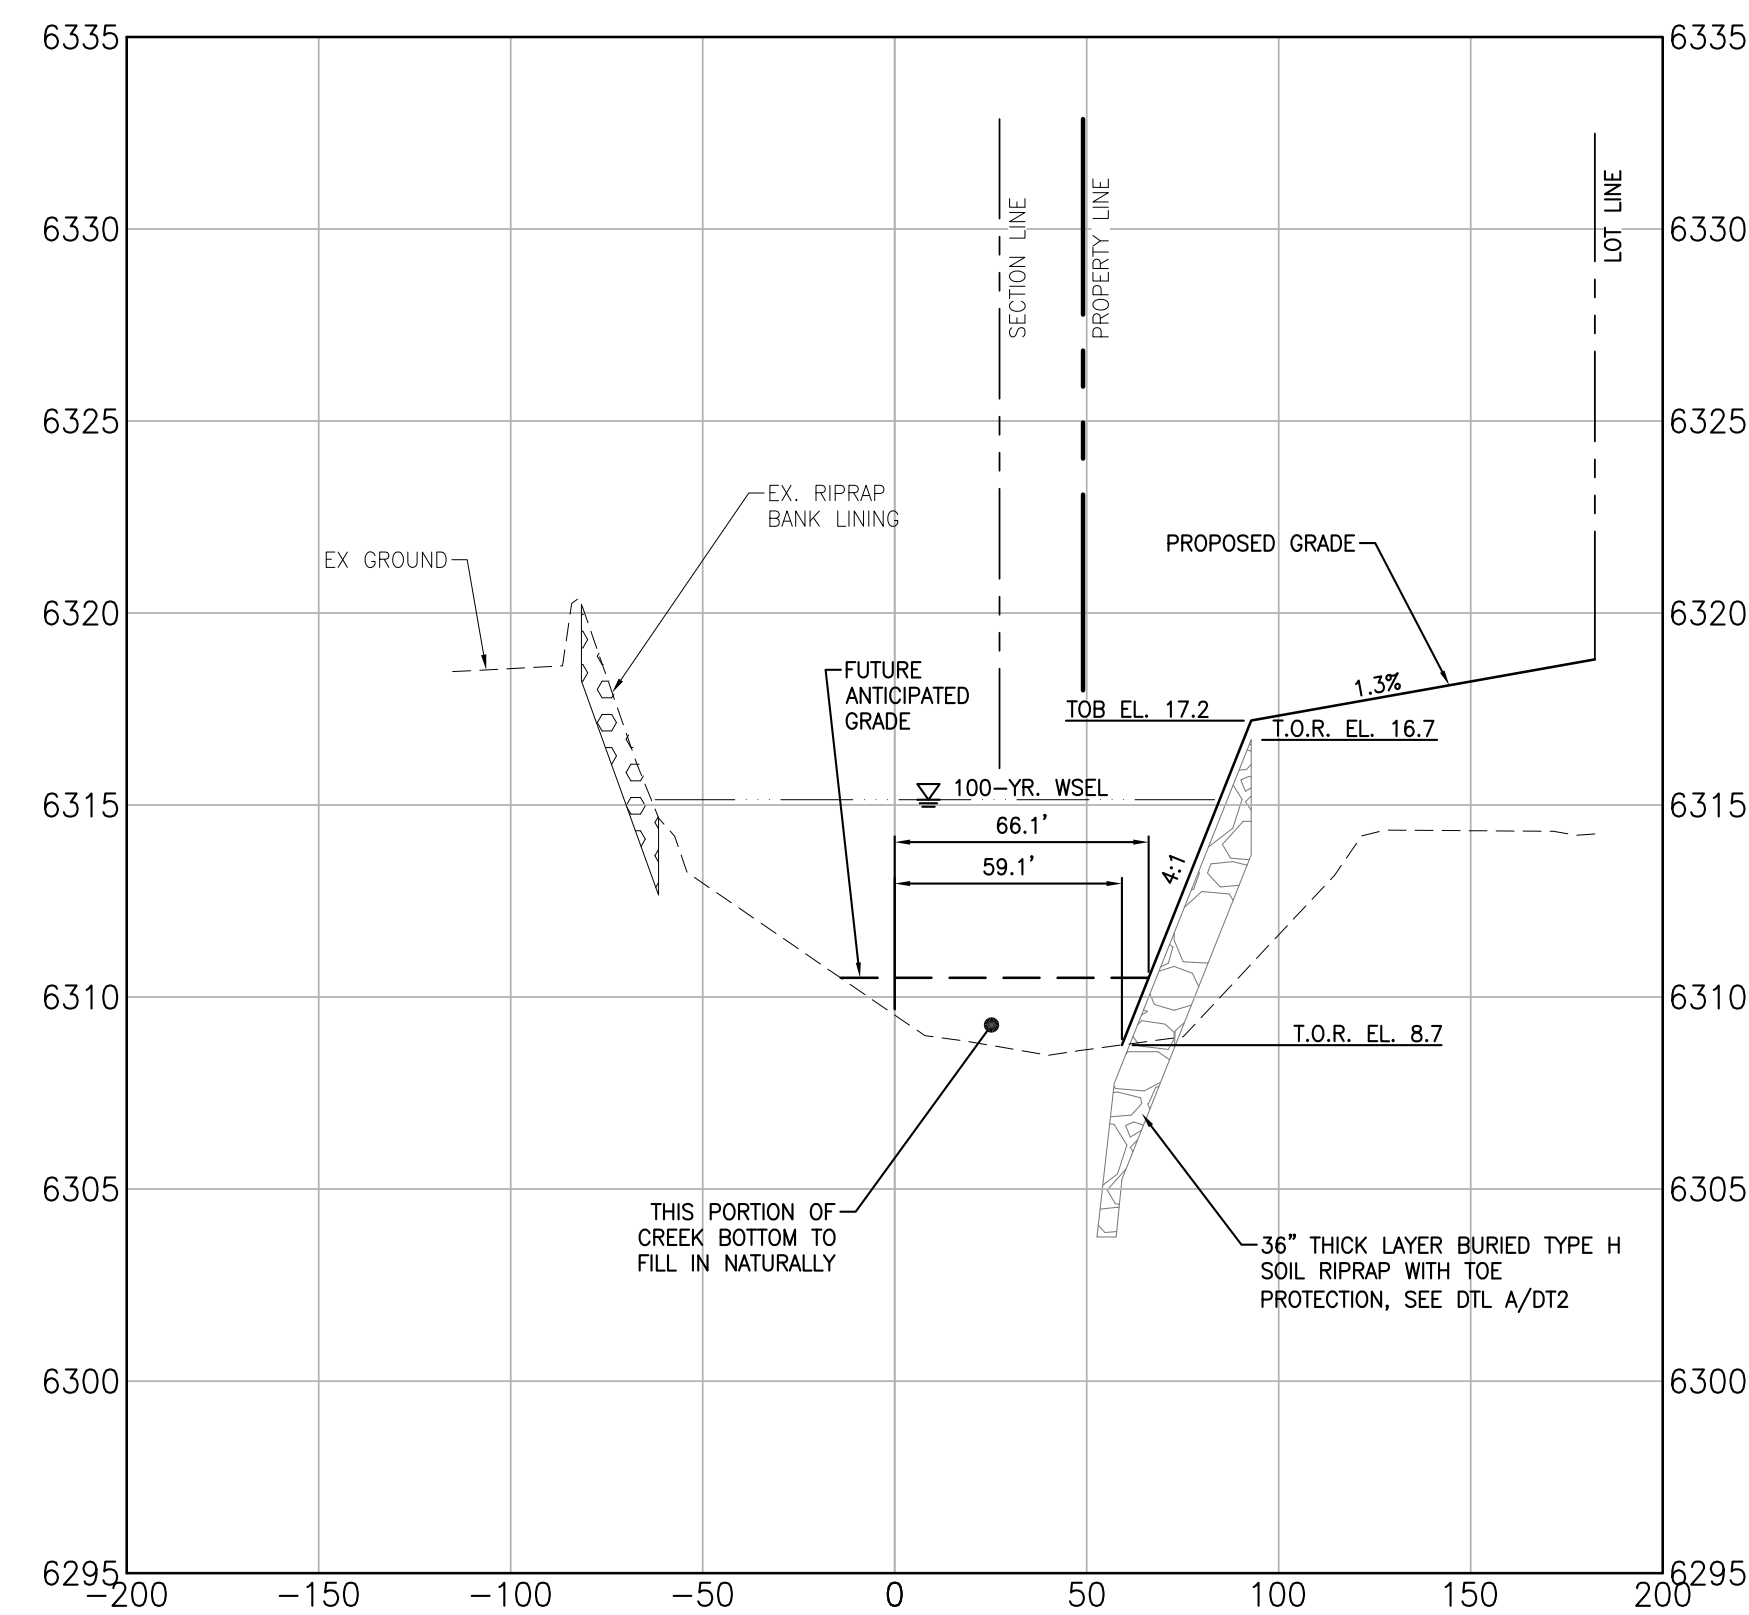 6335
6335
6330
6330
6325
6325
6320
6320
6315
6315
6310
6310
6305
6305
6300
6300
6295
6295
-200
-150
-100
-50
0
50
100
150
200
SECTION LINE
PROPERTY LINE
LOT LINE
EX. RIPRAP
BANK LINING
EX GROUND
PROPOSED GRADE
FUTURE
ANTICIPATED
GRADE
1.3%
TOB EL. 17.2
T.O.R. EL. 16.7
100-YR. WSEL
66.1'
59.1'
4:1
T.O.R. EL. 8.7
THIS PORTION OF
CREEK BOTTOM TO
FILL IN NATURALLY
36" THICK LAYER BURIED TYPE H
SOIL RIPRAP WITH TOE
PROTECTION, SEE DTL A/DT2